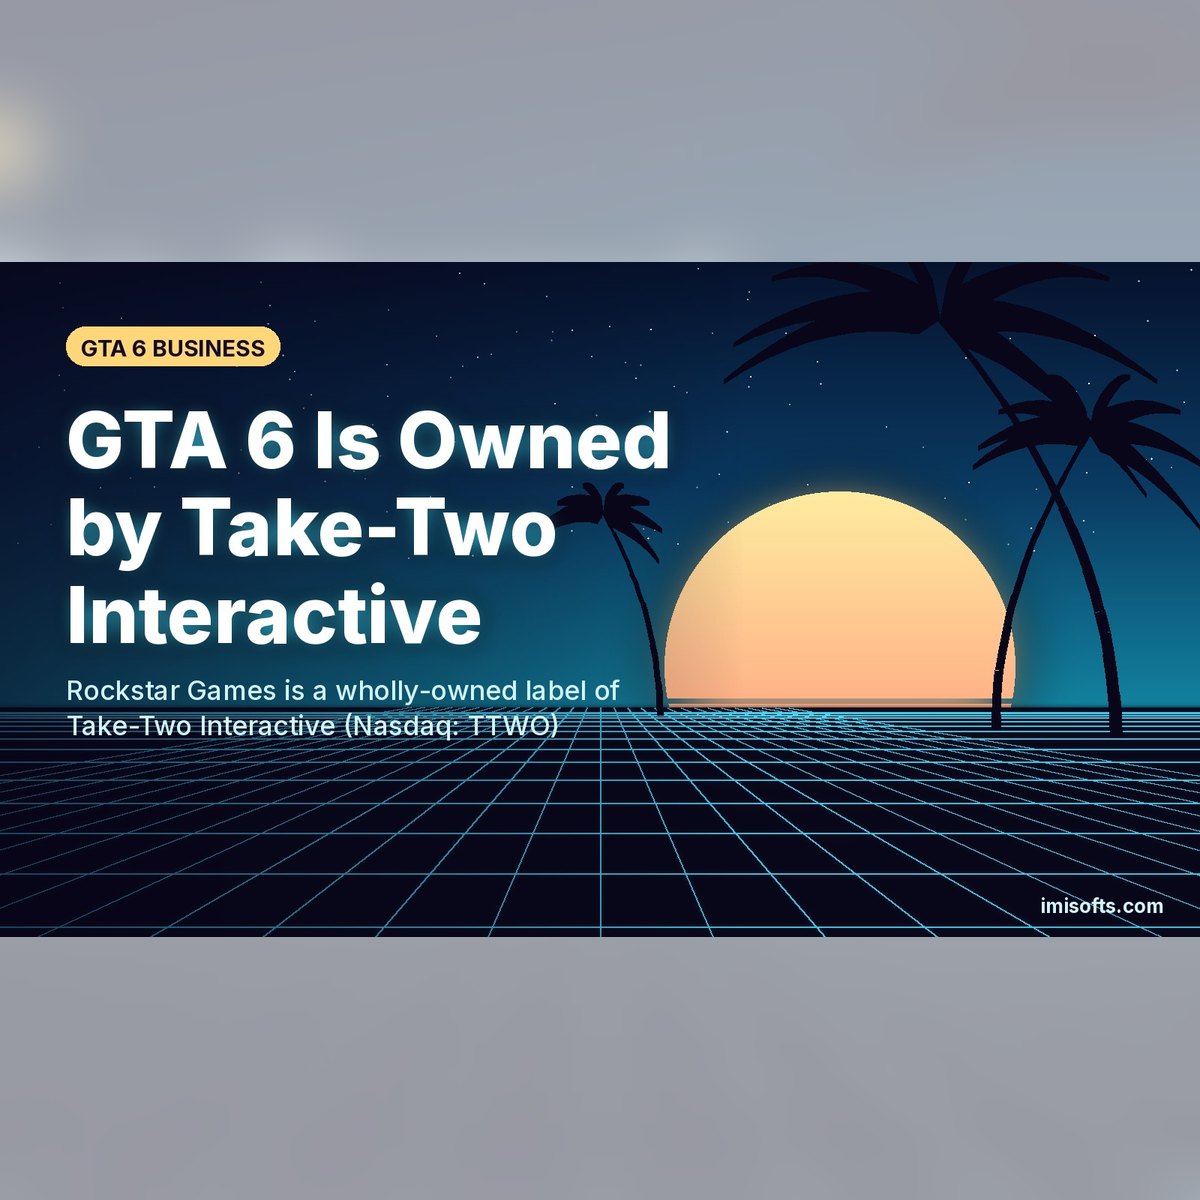 GTA 6 BUSINESS
GTA 6 Is Owned
by Take-Two
Interactive
Rockstar Games is a wholly-owned label of
Take-Two Interactive (Nasdaq: TTWO)
imisofts.com